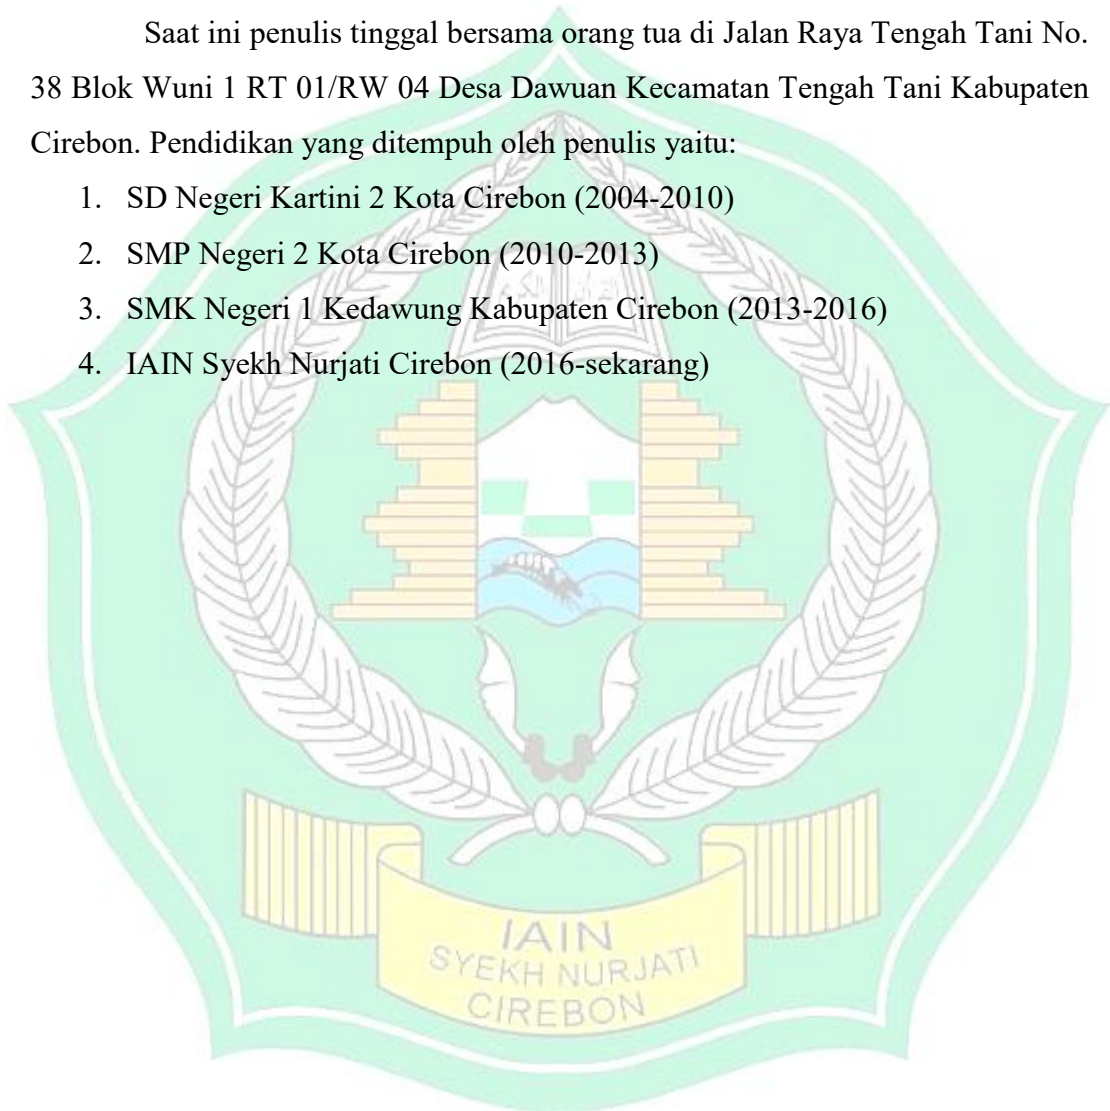 Saat ini penulis tinggal bersama orang tua di Jalan Raya Tengah Tani No.
38 Blok Wuni 1 RT 01/RW 04 Desa Dawuan Kecamatan Tengah Tani Kabupaten
Cirebon. Pendidikan yang ditempuh oleh penulis yaitu:
1. SD Negeri Kartini 2 Kota Cirebon (2004-2010)
2. SMP Negeri 2 Kota Cirebon (2010-2013)
3. SMK Negeri 1 Kedawung Kabupaten Cirebon (2013-2016)
4. IAIN Syekh Nurjati Cirebon (2016-sekarang)
IAIN
SYEKH NURJATI
CIREBON